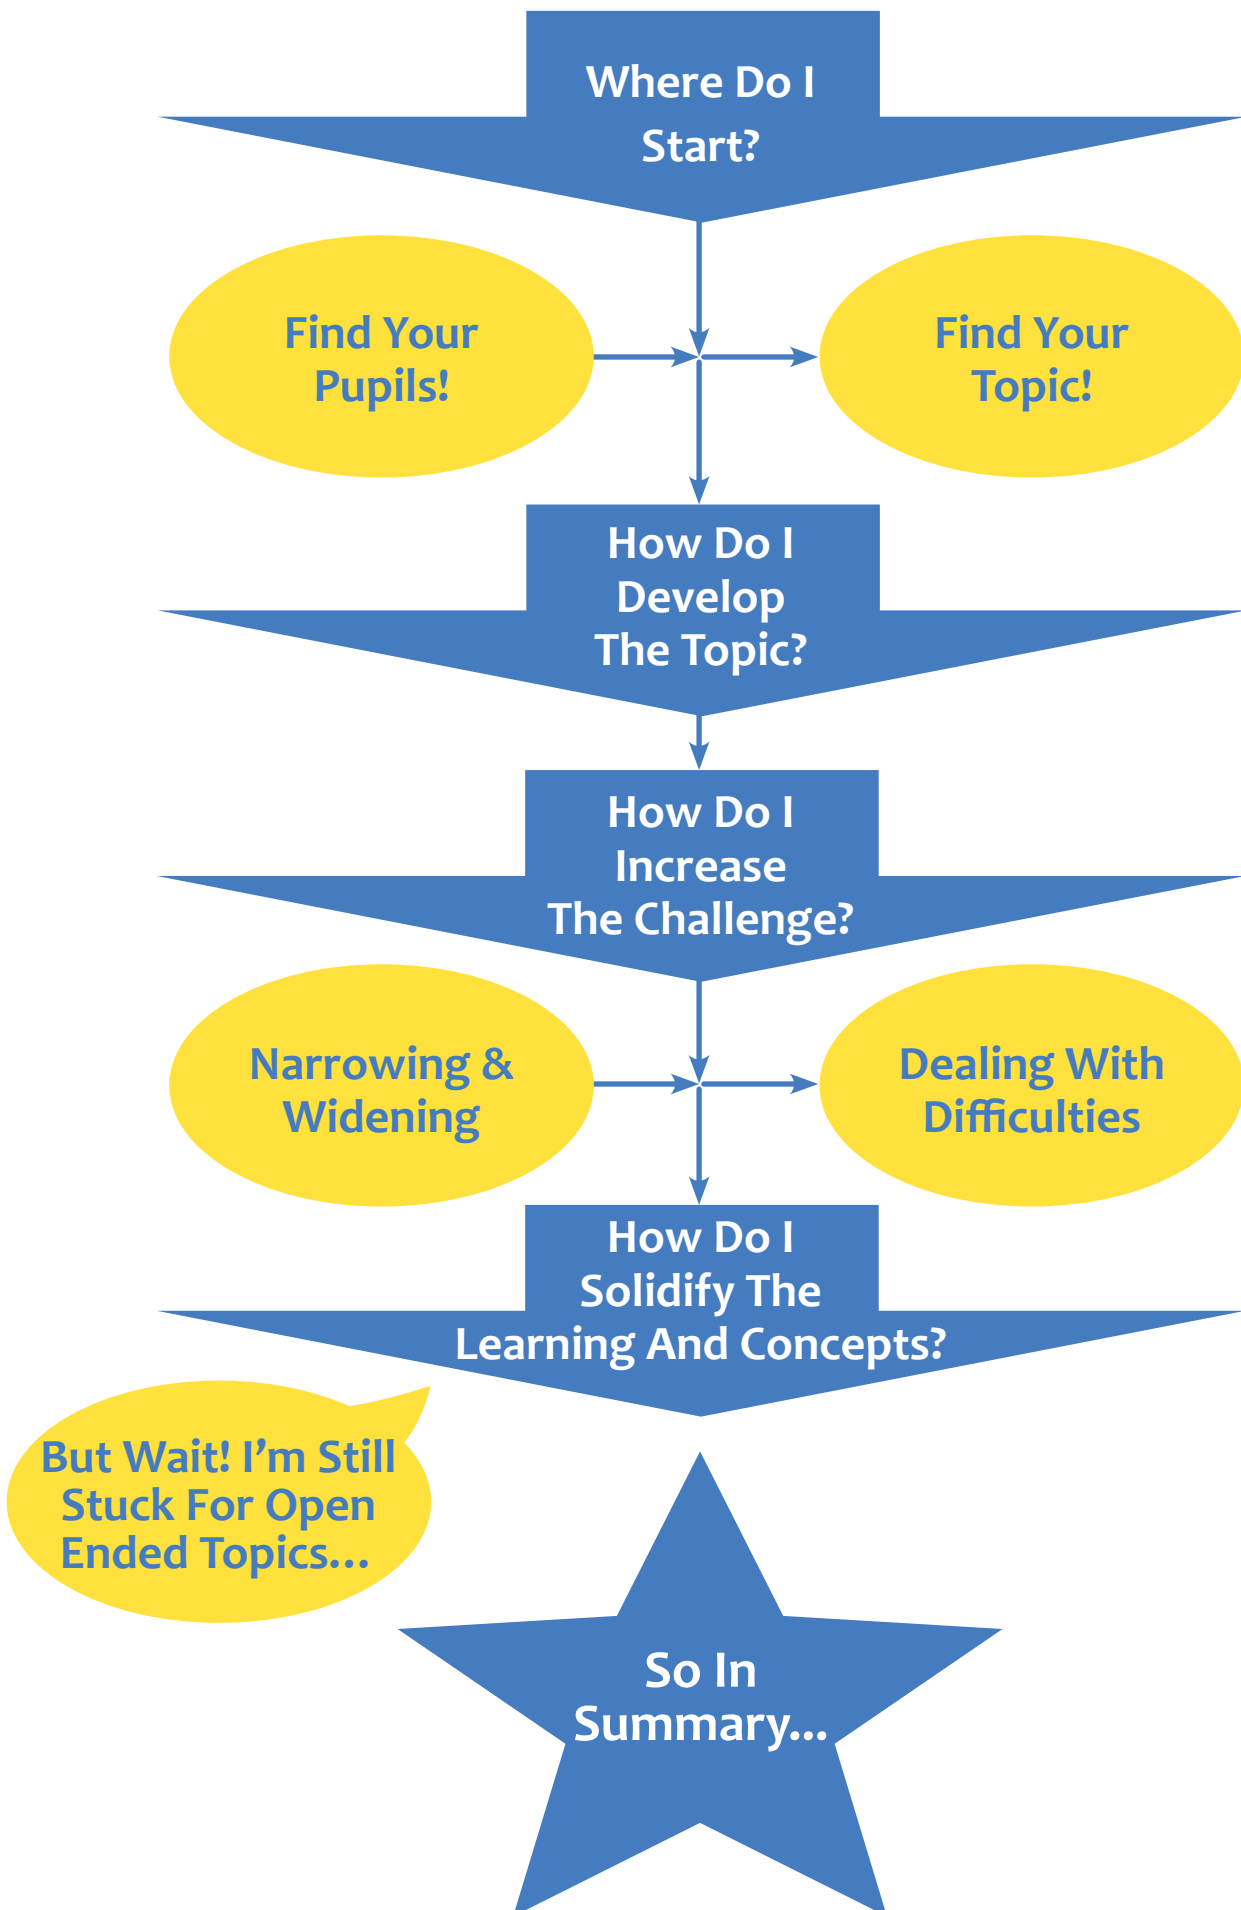 Where Do I
Start?
Find Your
Pupils!
Find Your
Topic!
How Do I
Develop
The Topic?
How Do I
Increase
The Challenge?
Narrowing &
Widening
Dealing With
Difficulties
How Do I
Solidify The
Learning And Concepts?
But Wait! I’m Still
Stuck For Open
Ended Topics...
So In
Summary...